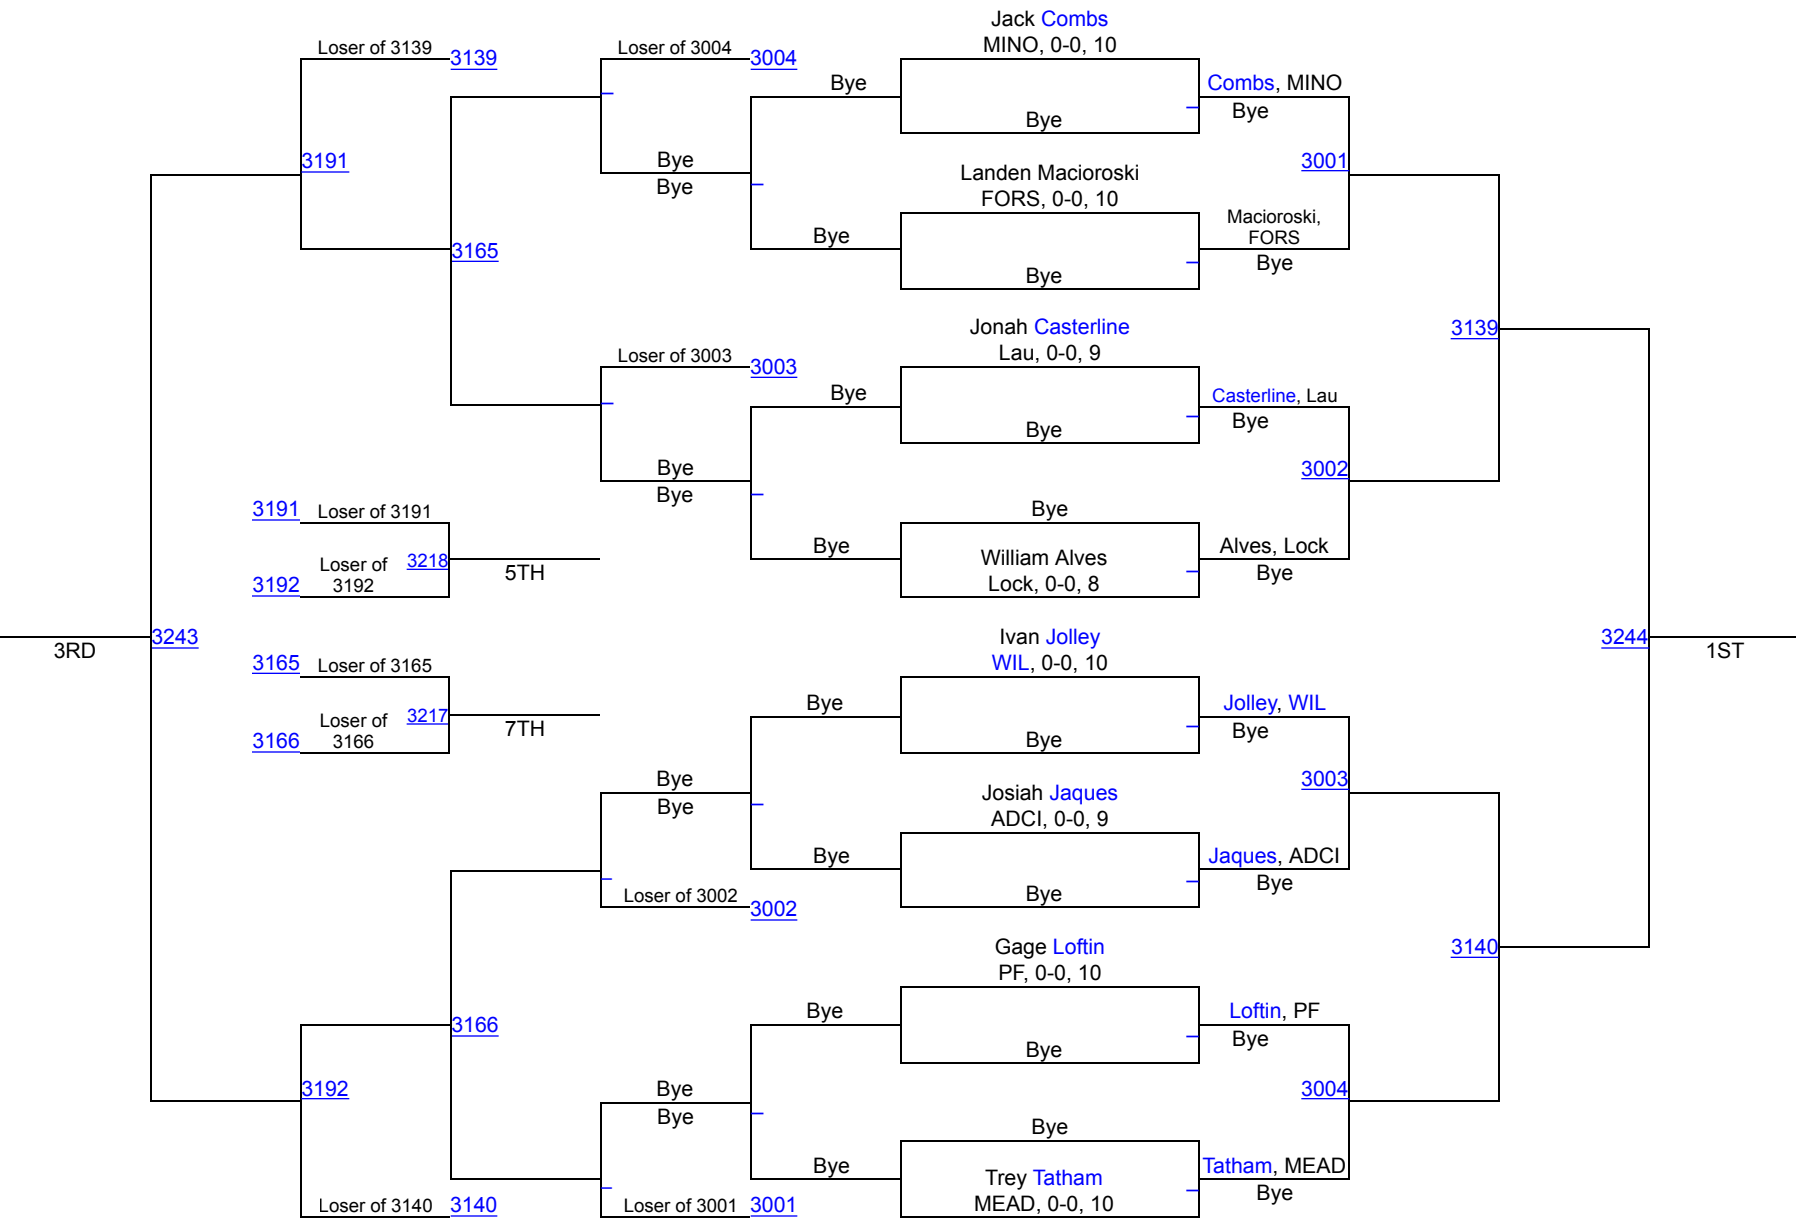 Jack Combs
MINO, 0-0, 10
Loser of 3139
3139
Loser of 3004
3004
Bye
Combs, MINO
Bye
Bye
3191
Bye
Bye
Landen Macioroski
FORS, 0-0, 10
3001
Macioroski,
FORS
Bye
3165
Bye
Bye
Jonah Casterline
Lau, 0-0, 9
3139
Loser of 3003
3003
Bye
Casterline, Lau
Bye
Bye
Bye
Bye
3002
3191
Loser of 3191
Bye
Loser of
3192
3218
3192
5TH
Bye
William Alves
Lock, 0-0, 8
Alves, Lock
Bye
3RD
3243
Ivan Jolley
WIL, 0-0, 10
3244
1ST
3165
Loser of 3165
Loser of
3166
3217
3166
7TH
Bye
Jolley, WIL
Bye
Bye
Bye
Bye
Josiah Jaques
ADCI, 0-0, 9
3003
Bye
Jaques, ADCI
Bye
Loser of 3002
3002
Bye
Gage Loftin
PF, 0-0, 10
3140
Bye
Loftin, PF
Bye
3166
Bye
3192
Bye
Bye
3004
Bye
Bye
Trey Tatham
MEAD, 0-0, 10
Tatham, MEAD
Bye
Loser of 3140
3140
Loser of 3001
3001